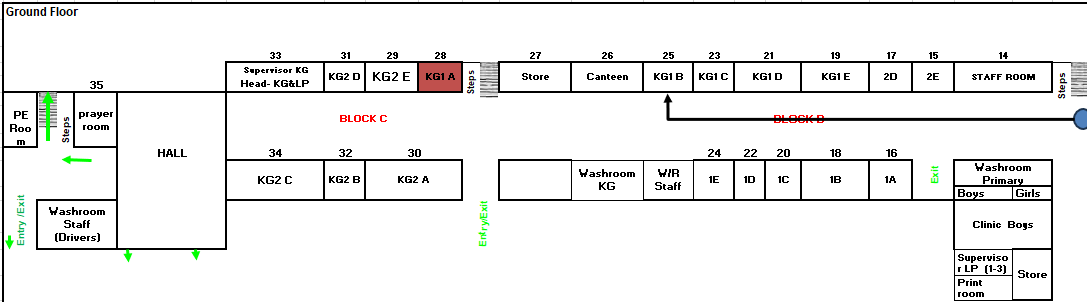 Ground Floor
33 31 29 28 27 26 25 23 21 19 17 15 14
Supervisor KG
Head- KG&LP
KG2 D
KG2 E
KG1 A
Steps
Store
Canteen
KG1 B
KG1 C
KG1 D
KG1 E
2D
2E
STAFF ROOM
Steps
35
PE
Roo
m
Steps
prayer
room
BLOCK C
BLOCK D
HALL
34 32 30 24 22 20 18 16
KG2 C
KG2 B
KG2 A
Washroom
KG
W/R
Staff
1E
1D
1C
1B
1A
Exit
Washroom
Primary
Boys
Girls
Entry /Exit
Washroom
Staff
(Drivers)
Entry/Exit
Clinic Boys
Superviso
r LP (1-3)
Print
room
Store